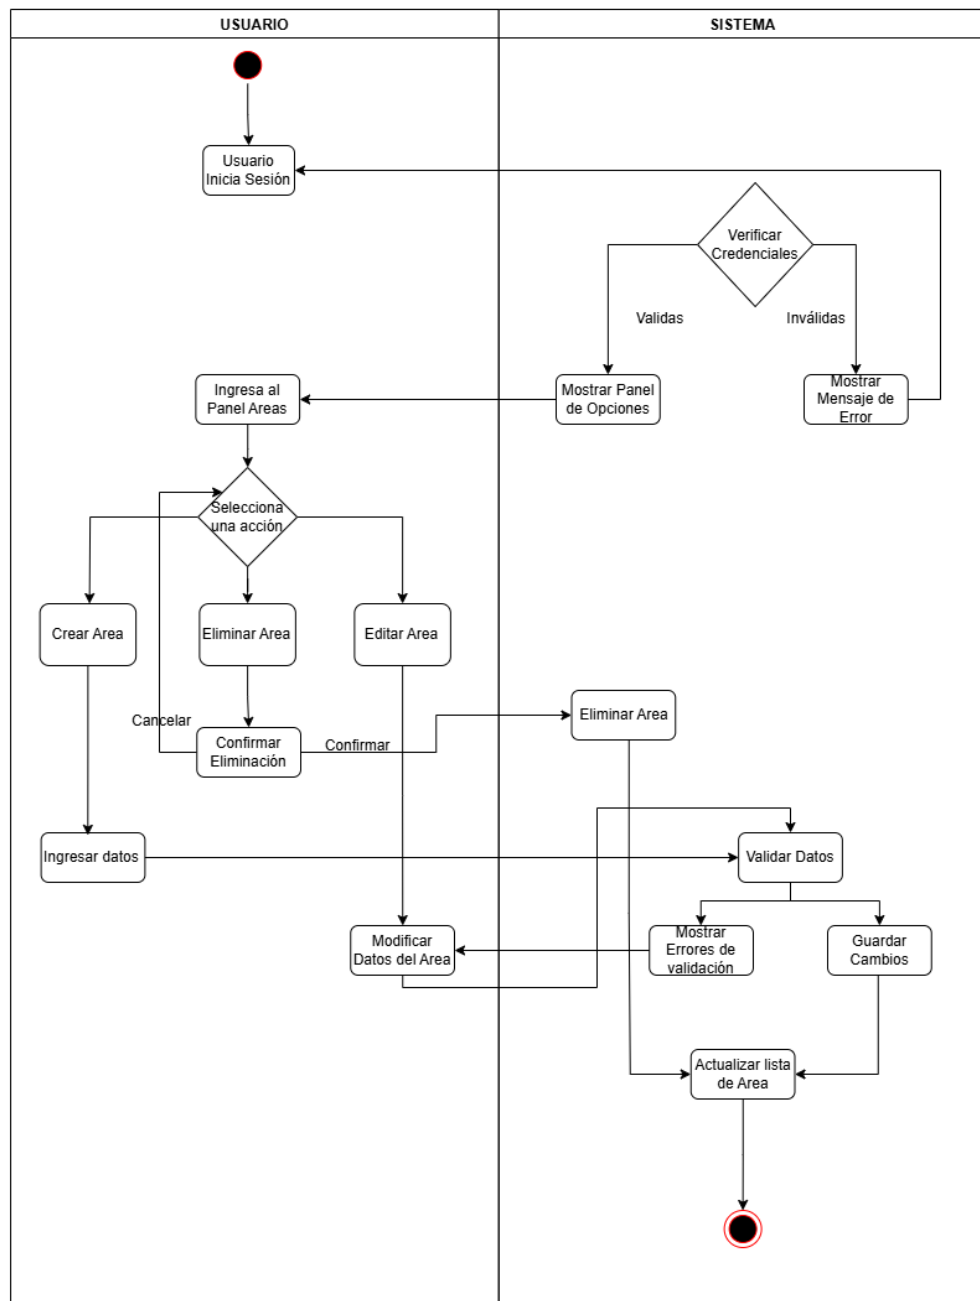 USUARIO
SISTEMA
Usuario
Inicia Sesión
Verificar
Credenciales
Validas
Inválidas
Ingresa al
Panel Areas
Mostrar Panel
de Opciones
Mostrar
Mensaje de
Error
Selecciona
una acción
Crear Area
Eliminar Area
Editar Area
Cancelar
Confirmar
Eliminación
Confirmar
Eliminar Area
Ingresar datos
Validar Datos
Modificar
Datos del Area
Mostrar
Errores de
validación
Guardar
Cambios
Actualizar lista
de Area